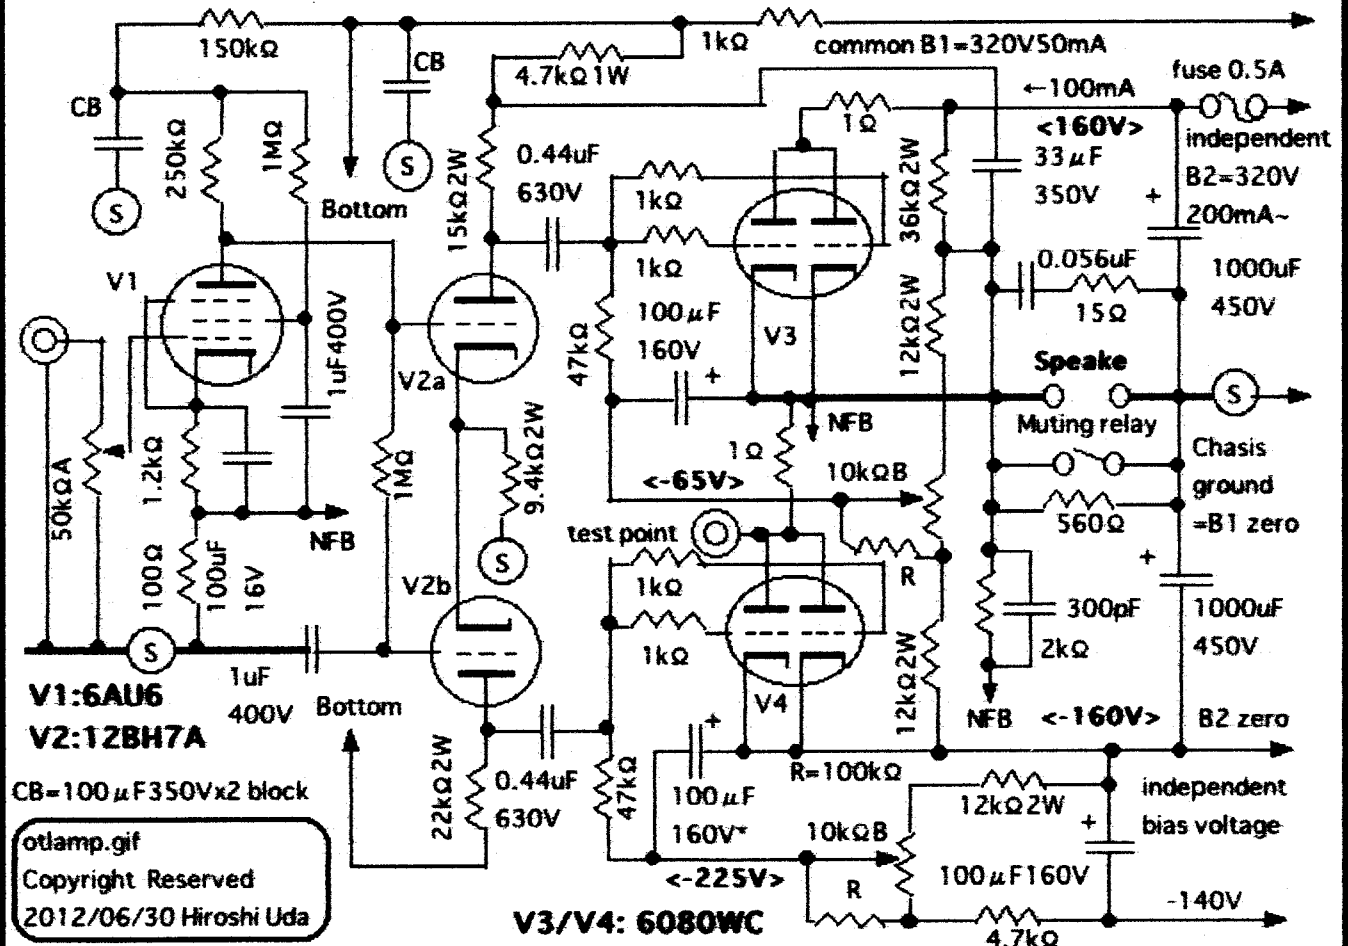 150kΩ
1kΩ
common B1=320V50mA
CB
4.7kΩ1W
fuse 0.5A
CB
←100mA
1Ω
<160V>
independent
B2=320V
200mA~
250kΩ
1MΩ
S
S
Bottom
15kΩ2W
0.44uF
630V
1kΩ
1kΩ
36kΩ2W
33μF
350V
+
V1
0.056uF
1000uF
450V
15Ω
1uF400V
V2a
47kΩ
100μF
160V
+
V3
12kΩ2W
Speake
S
NFB
Muting relay
50kΩA
1.2kΩ
1MΩ
9.4kΩ2W
1Ω
10kΩB
<-65V>
Chasis
ground
=B1 zero
560Ω
NFB
test point
S
R
+
100Ω
100uF
16V
V2b
1kΩ
1kΩ
300pF
2kΩ
1000uF
450V
S
1uF
400V
Bottom
V4
12kΩ2W
NFB
<-160V>
B2 zero
V1:6AU6
V2:12BH7A
22kΩ2W
0.44uF
630V
47kΩ
+
100μF
160V*
R=100kΩ
12kΩ2W
independent
bias voltage
+
CB=100μF350Vx2 block
10kΩB
<-225V>
R
100μF160V
-140V
4.7kΩ
otlamp.gif
Copyright Reserved
2012/06/30 Hiroshi Uda
V3/V4: 6080WC